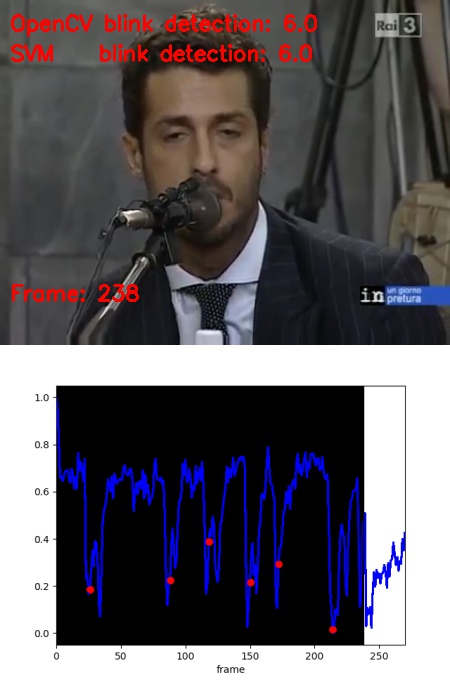 OpenCV blink detection: 6.0
Rai 3
SVM blink detection: 6.0
Frame: 238
in un giorno
pretura
1.0
0.8
0.6
0.4
0.2
0.0
0 50 100 150 200 250
frame